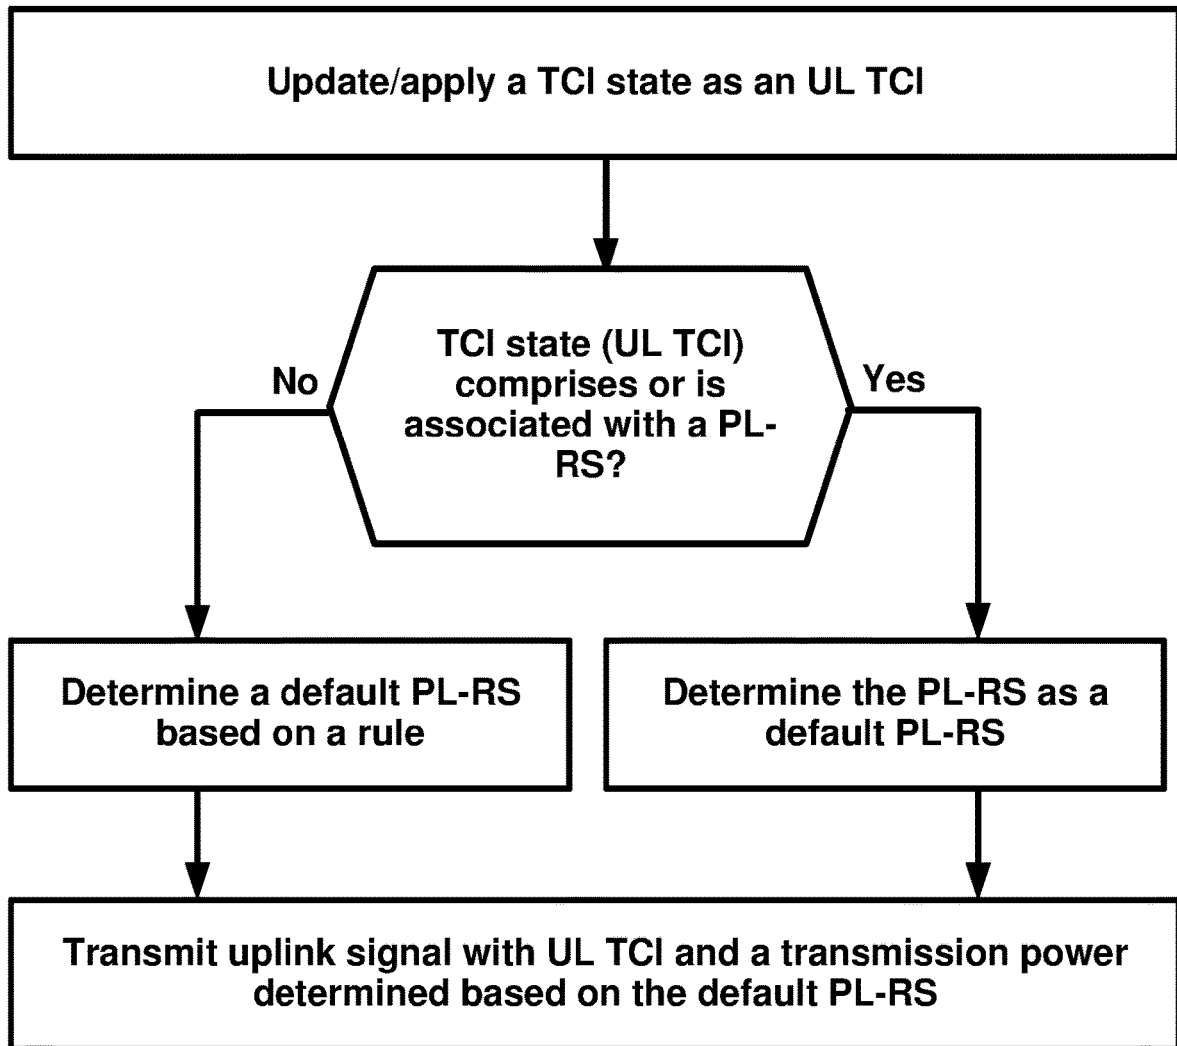 Update/apply a TCI state as an UL TCI
TCI state (UL TCI)
comprises or is
associated with a PL-
RS?
No
Yes
Determine a default PL-RS
based on a rule
Determine the PL-RS as a
default PL-RS
Transmit uplink signal with UL TCI and a transmission power
determined based on the default PL-RS